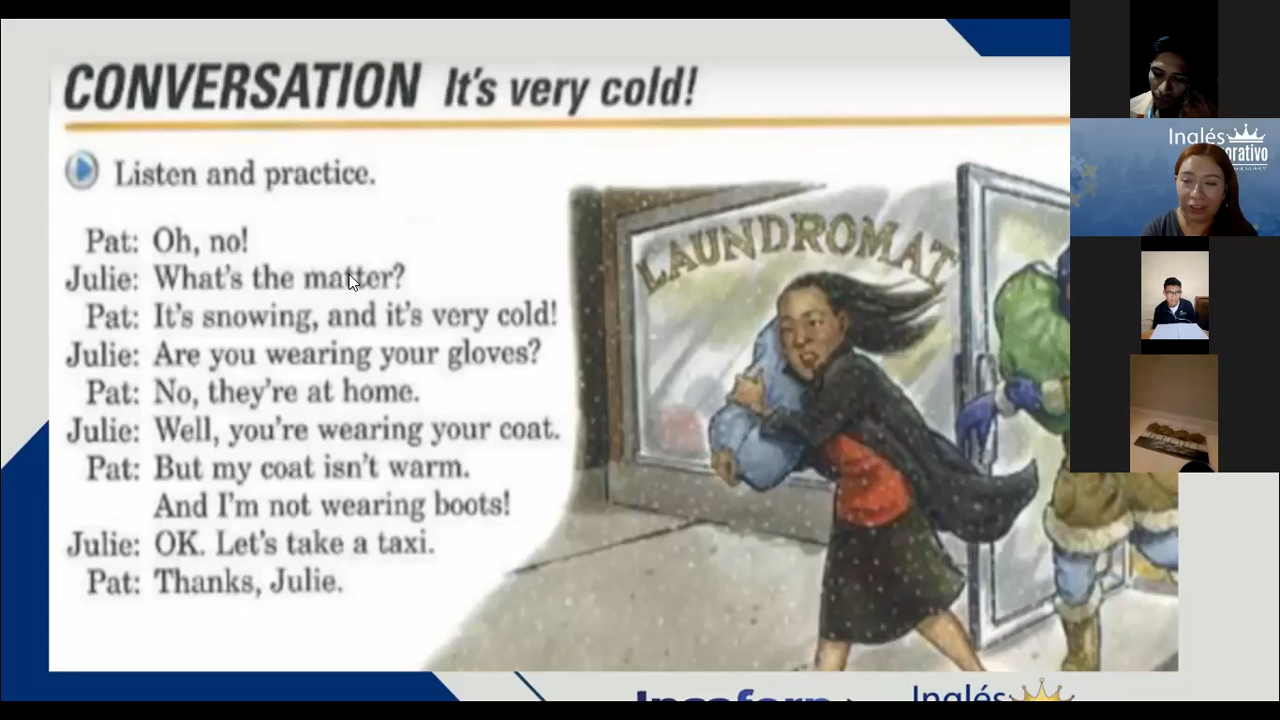 CONVERSATION It's very cold!
Listen and practice.
Pat: Oh, no!
Julie: What's the matter?
Pat: It's snowing, and it's very cold!
Julie: Are you wearing your gloves?
Pat: No, they're at home.
Julie: Well, you're wearing your coat.
Pat: But my coat isn't warm.
And I'm not wearing boots!
Julie: OK. Let's take a taxi.
Pat: Thanks, Julie.
LAUNDROMAT
Inglés
Inglés